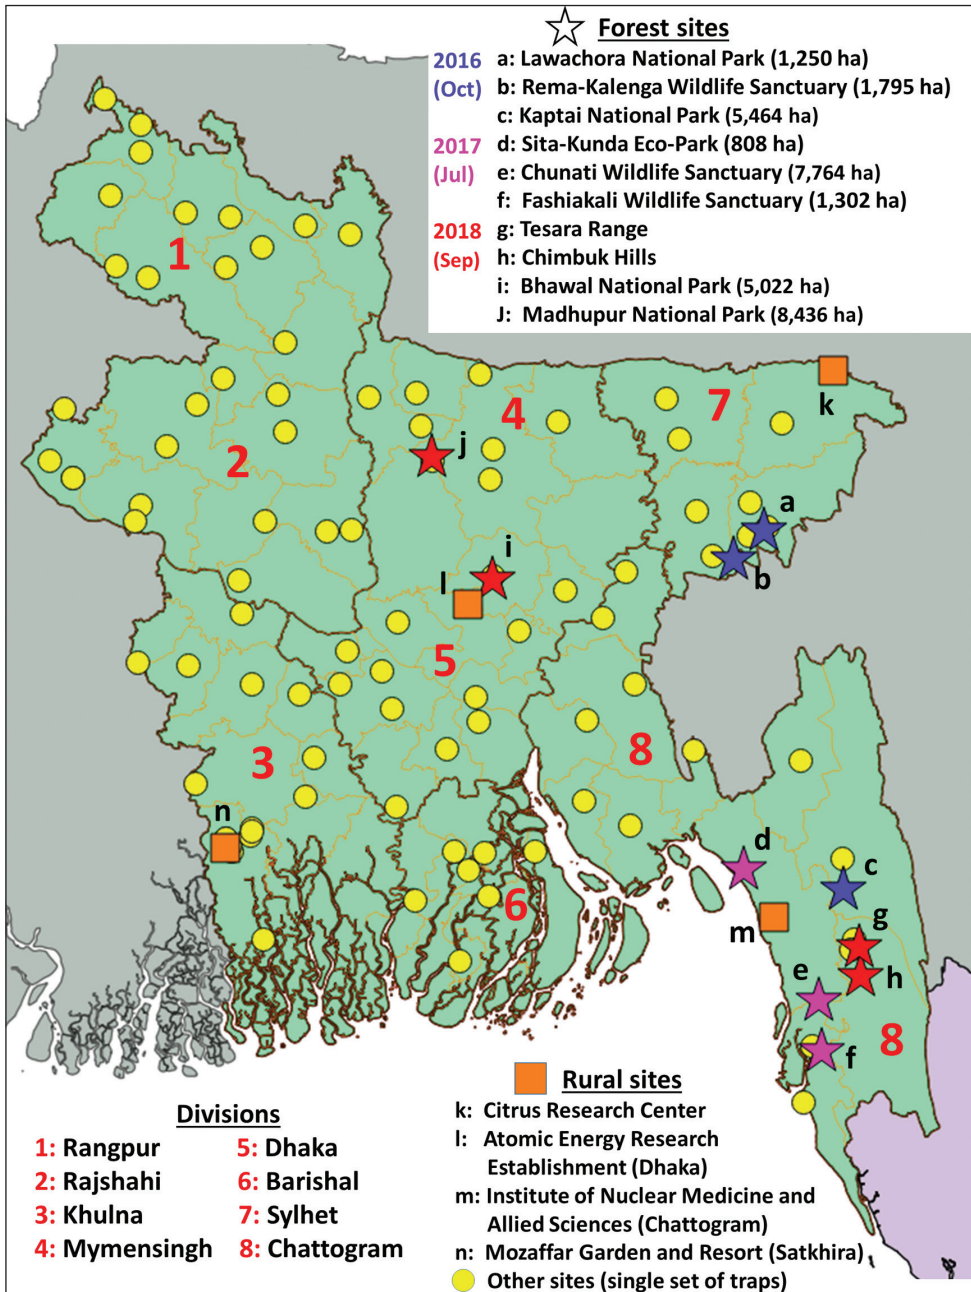 Forest sites
2016 a: Lawachora National Park (1,250 ha)
(Oct) b: Rema-Kalenga Wildlife Sanctuary (1,795 ha)
c: Kaptai National Park (5,464 ha)
2017 d: Sita-Kunda Eco-Park (808 ha)
(Jul) e: Chunati Wildlife Sanctuary (7,764 ha)
f: Fashiakali Wildlife Sanctuary (1,302 ha)
2018 g: Tesara Range
(Sep) h: Chimbuk Hills
i: Bhawal National Park (5,022 ha)
J: Madhupur National Park (8,436 ha)
1
4
7
k
j
2
a
i
b
l
5
3
8
n
d
c
6
g
m
e
h
f
8
Divisions
1: Rangpur
2: Rajshahi
3: Khulna
4: Mymensingh
5: Dhaka
6: Barishal
7: Sylhet
8: Chattogram
Rural sites
k: Citrus Research Center
l: Atomic Energy Research
Establishment (Dhaka)
m: Institute of Nuclear Medicine and
Allied Sciences (Chattogram)
n: Mozaffar Garden and Resort (Satkhira)
Other sites (single set of traps)